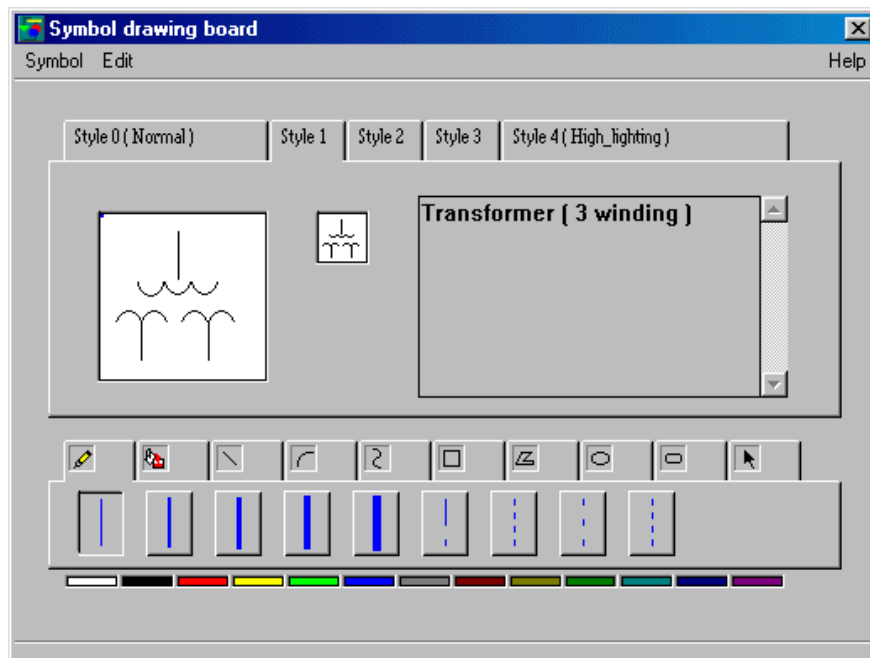 Symbol drawing board
Symbol Edit Help
Style 0 ( Normal ) Style 1 Style 2 Style 3 Style 4 ( High_lighting )
Transformer ( 3 winding )